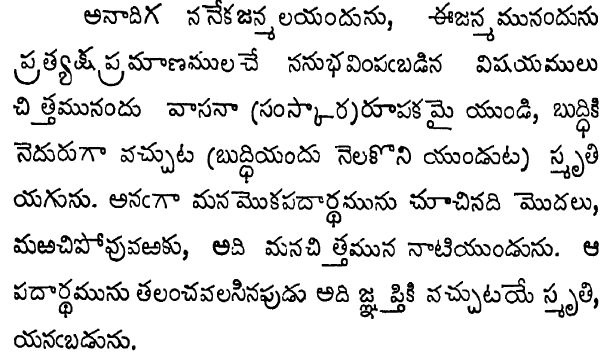 అనాదిగ ననేకజన్మలయందును, ఈజన్మమునందును
ప్రత్యక్షప్రమాణములచే ననుభవింపఁబడిన విషయములు
చిత్తమునందు వాసనా (సంస్కార)రూపకమై యుండి, బుద్ధికి
నెదురుగా వచ్చుట (బుద్ధియందు నెలకొని యుండుట) స్మృతి
యగును. అనఁగా మనమొకపదార్థమును చూచినది మొదలు,
మఱచిపోవువఱకు, అది మనచిత్తమున నాటియుండును. ఆ
పదార్థమును తలంచవలసినపుడు అది జ్ఞప్తికి వచ్చుటయే స్మృతి,
యనఁబడును.